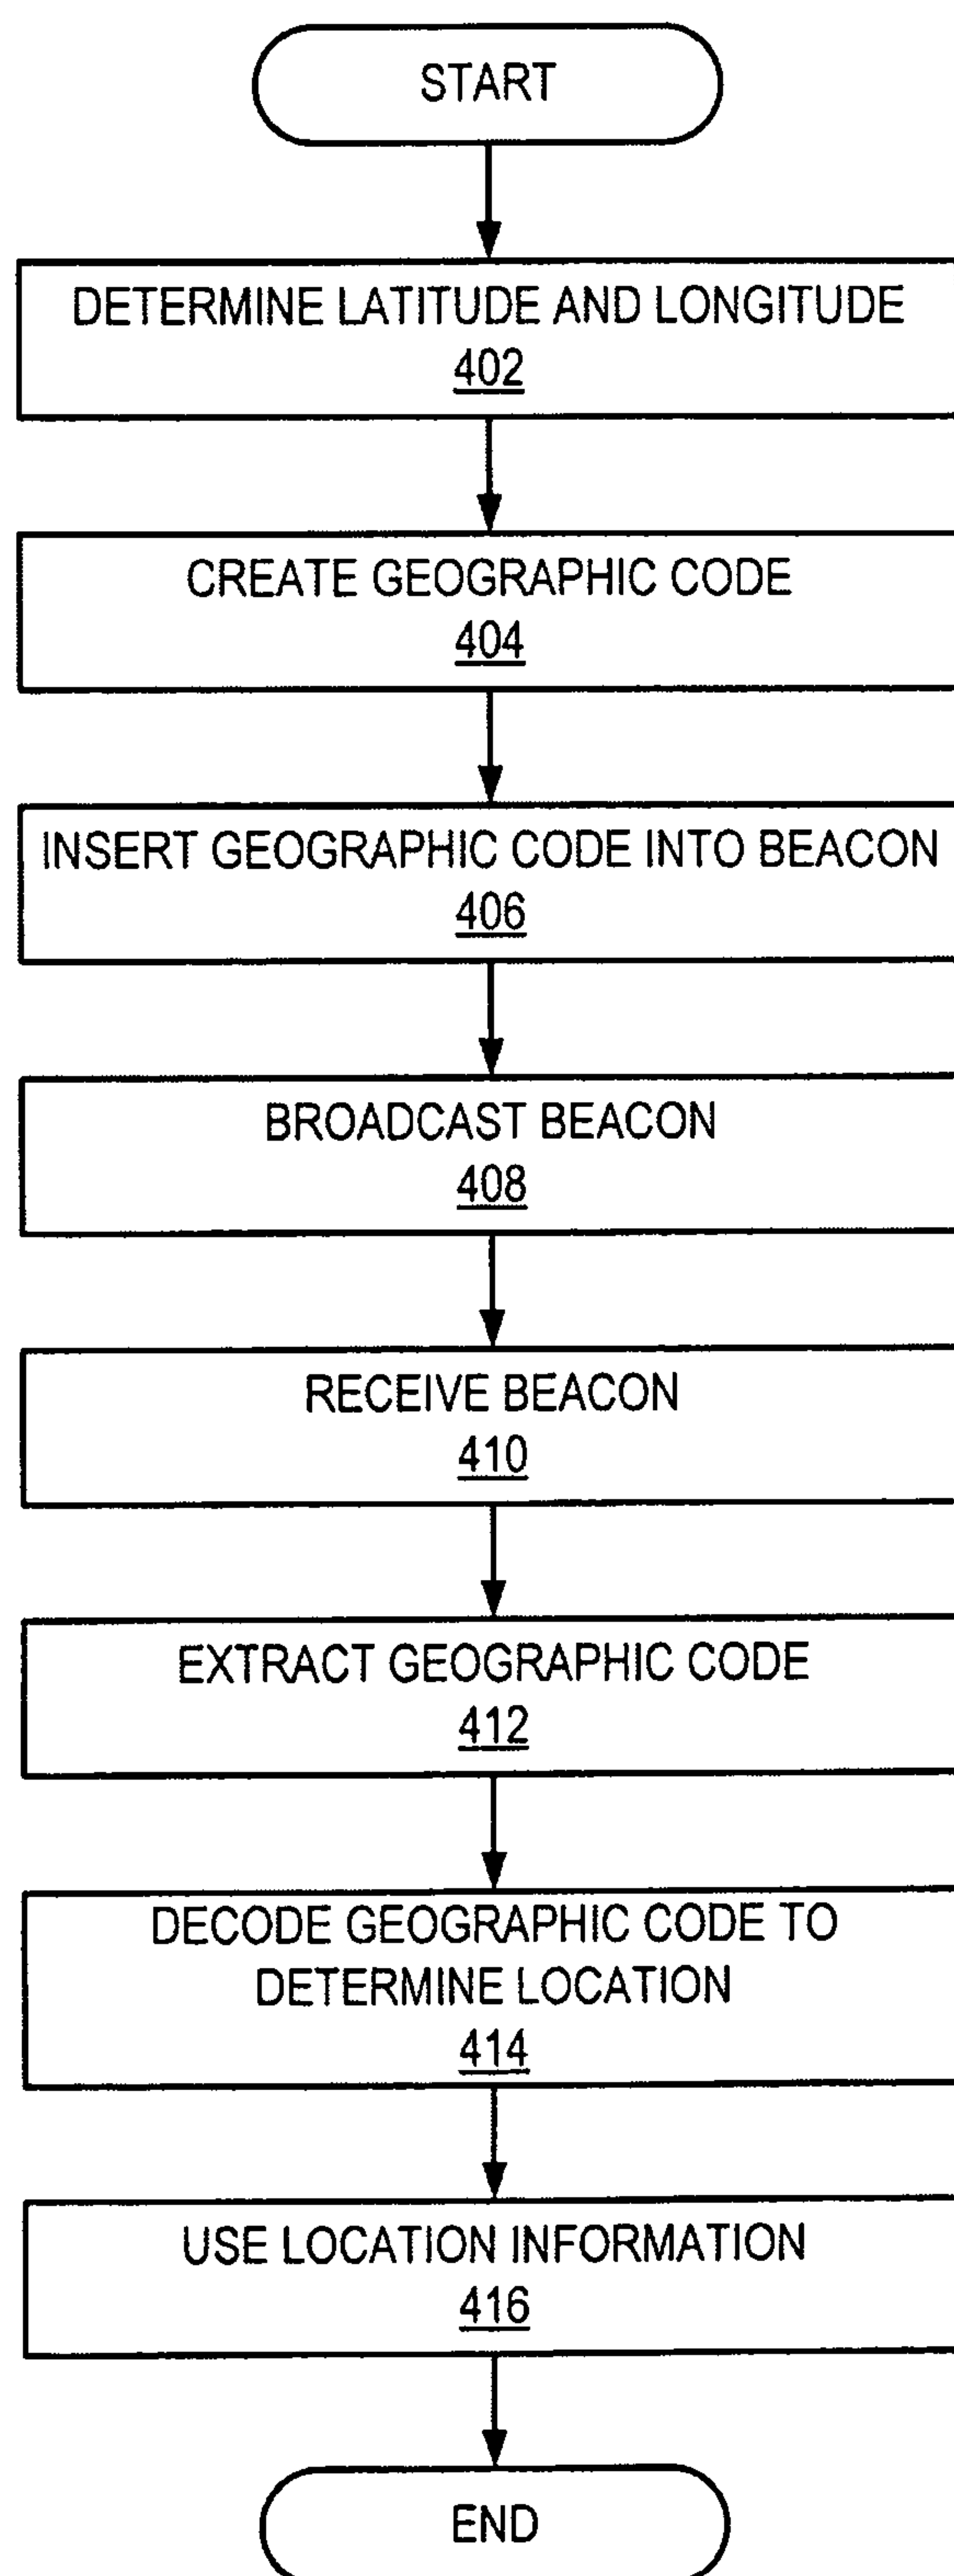 START
DETERMINE LATITUDE AND LONGITUDE
402
CREATE GEOGRAPHIC CODE
404
INSERT GEOGRAPHIC CODE INTO BEACON
406
BROADCAST BEACON
408
RECEIVE BEACON
410
EXTRACT GEOGRAPHIC CODE
412
DECODE GEOGRAPHIC CODE TO
DETERMINE LOCATION
414
USE LOCATION INFORMATION
416
END